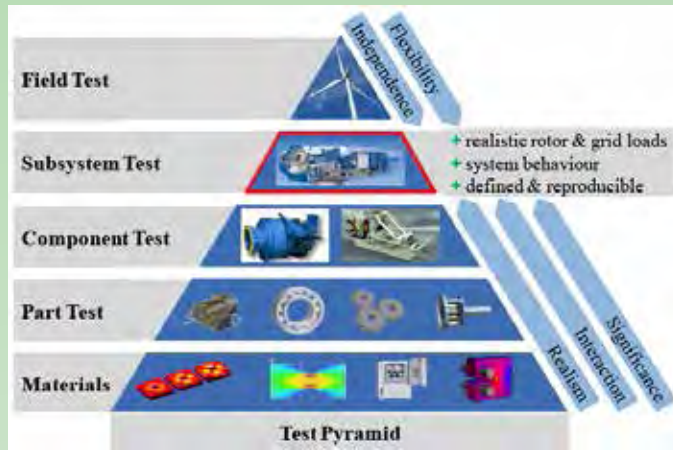 Field Test
Independence
Flexibility
Subsystem Test
+ realistic rotor & grid loads
+ system behaviour
+ defined & reproducible
Component Test
Part Test
Materials
Realism
Interaction
Significance
Test Pyramid